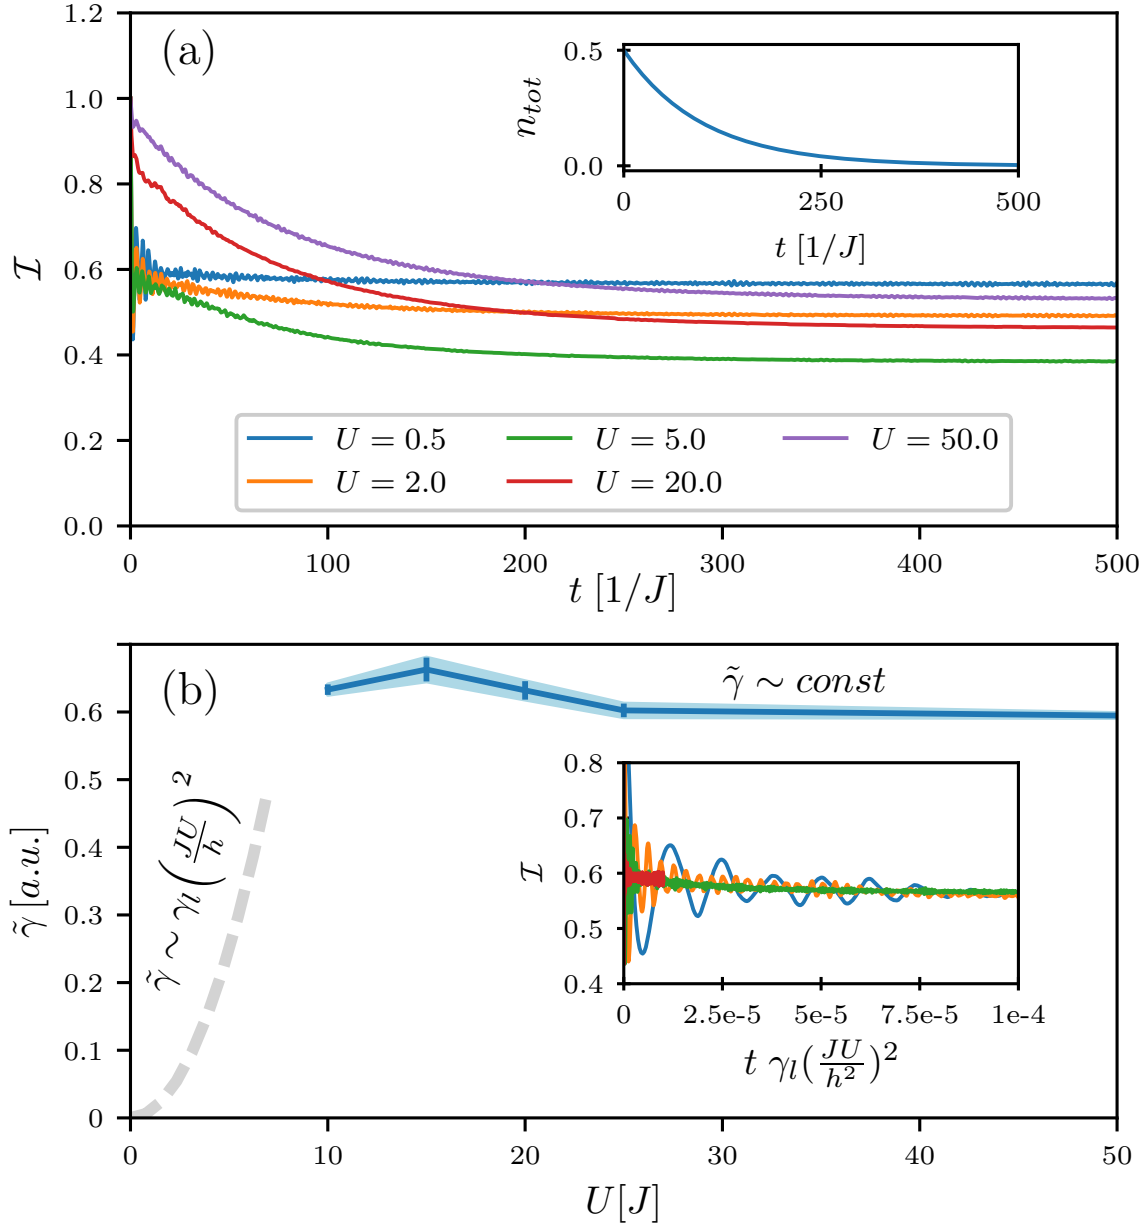 (a)
1.2
1.0
0.8
0.6
0.4
0.2
0.0
𝓘
0 100 200 300 400 500
t [1/J]
n_{tot}
0.5
0.0
0 250 500
t [1/J]
U = 0.5 U = 5.0 U = 50.0
U = 2.0 U = 20.0
(b)
γ̃ ~ const
γ̃ ~ γ_l (JU/h)^2
γ̃ [a.u.]
0.6
0.5
0.4
0.3
0.2
0.1
0
0 10 20 30 40 50
U[J]
𝓘
0.8
0.7
0.6
0.5
0.4
0 2.5e-5 5e-5 7.5e-5 1e-4
t γ_l(JU/h^2)^2